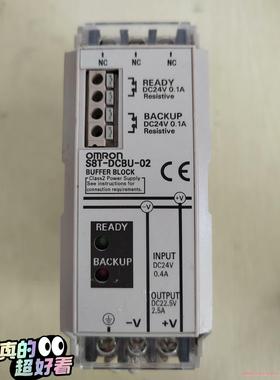 NC
NC
NC
READY
DC24V 0.1A
Resistive
BACKUP
DC24V 0.1A
Resistive
OMRON
S8T-DCBU-02
BUFFER BLOCK
Class2 Power Supply
See instructions for
connection requirements.
CE
-V
+V
READY
BACKUP
INPUT
DC24V
0.4A
OUTPUT
DC22.5V
2.5A
-V
+V
真的
超好看